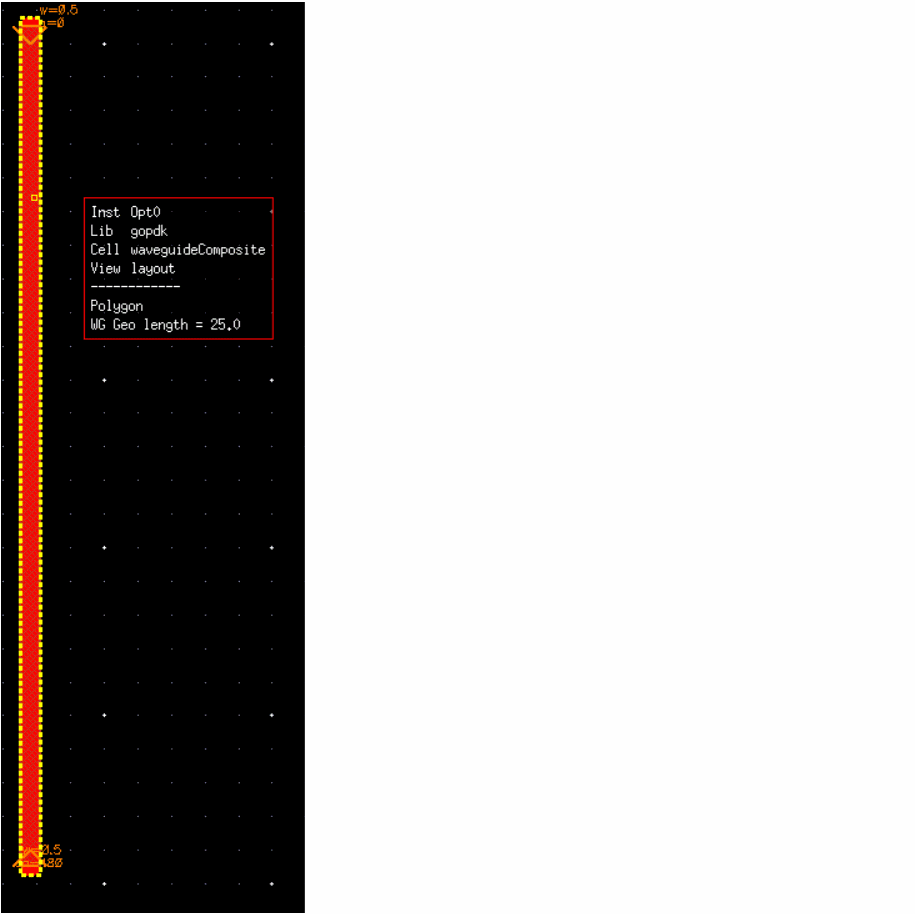 w=0.5
=0
Inst Opt0
Lib gopdk
Cell waveguideComposite
View layout
------------
Polygon
WG Geo length = 25.0
0.5
180